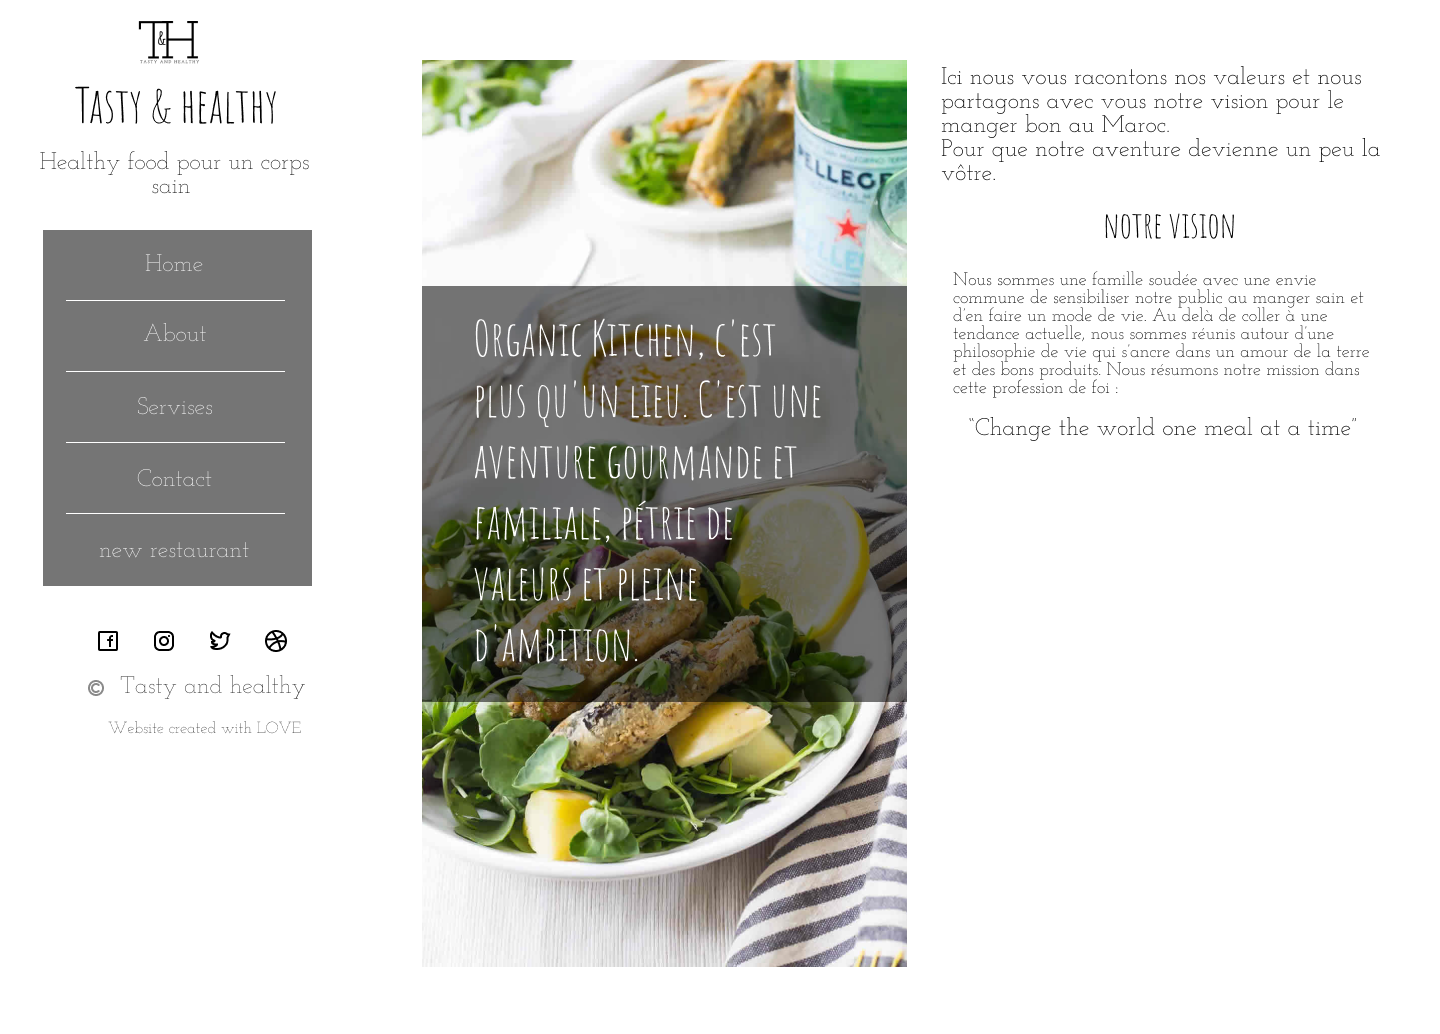 T&H
TASTY AND HEALTHY
Tasty & healthy
Healthy food pour un corps
sain
Home
About
Servises
Contact
new restaurant
© Tasty and healthy
Website created with LOVE
PELLEGR
Organic Kitchen, c'est
plus qu'un lieu. C'est une
aventure gourmande et
familiale, pétrie de
valeurs et pleine
d'ambition.
Ici nous vous racontons nos valeurs et nous
partagons avec vous notre vision pour le
manger bon au Maroc.
Pour que notre aventure devienne un peu la
vôtre.
notre vision
Nous sommes une famille soudée avec une envie
commune de sensibiliser notre public au manger sain et
d'en faire un mode de vie. Au delà de coller à une
tendance actuelle, nous sommes réunis autour d'une
philosophie de vie qui s'ancre dans un amour de la terre
et des bons produits. Nous résumons notre mission dans
cette profession de foi :
“Change the world one meal at a time”